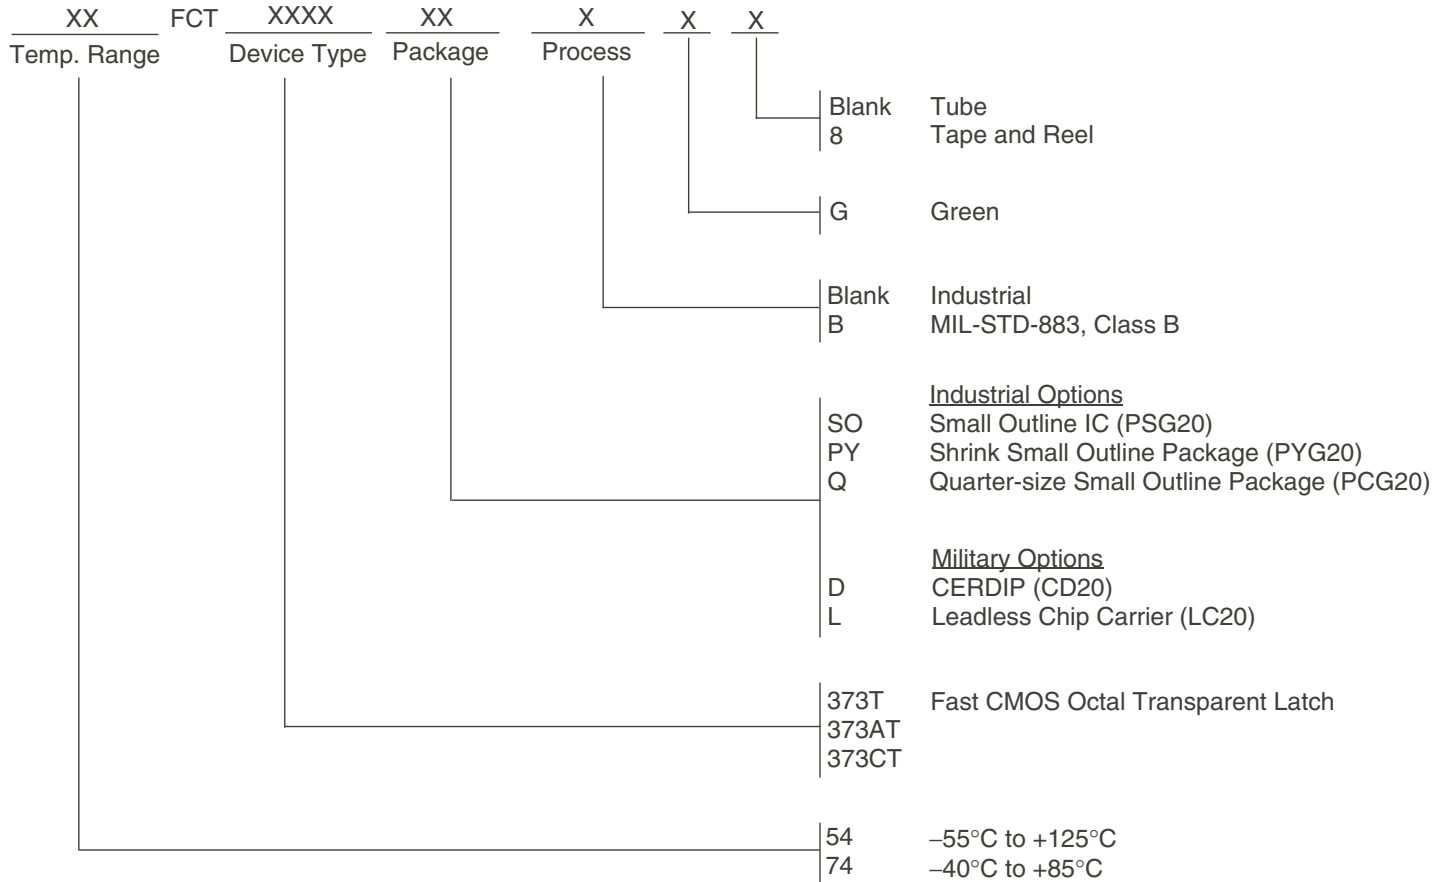 XX FCT XXXX XX X X X
Temp. Range Device Type Package Process
Blank Tube
8 Tape and Reel
G Green
Blank Industrial
B MIL-STD-883, Class B
Industrial Options
SO Small Outline IC (PSG20)
PY Shrink Small Outline Package (PYG20)
Q Quarter-size Small Outline Package (PCG20)
Military Options
D CERDIP (CD20)
L Leadless Chip Carrier (LC20)
373T Fast CMOS Octal Transparent Latch
373AT
373CT
54 –55°C to +125°C
74 –40°C to +85°C